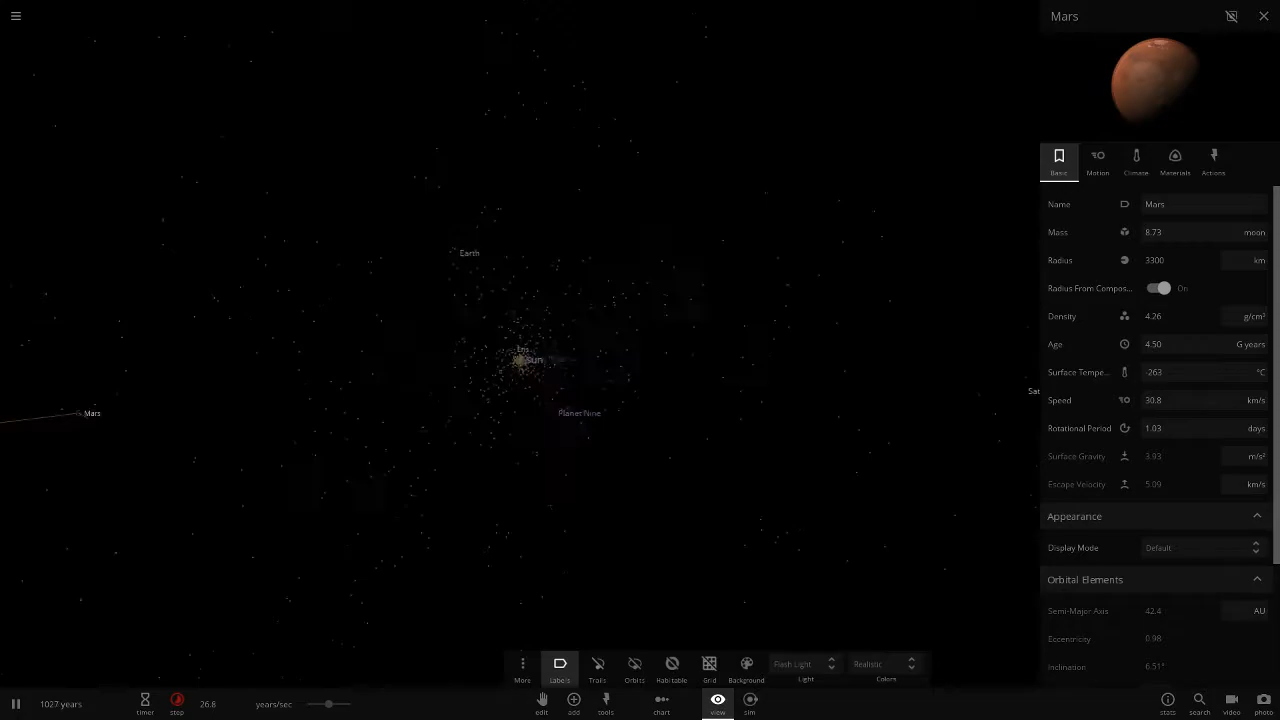 Mars
Basic
Motion
Climate
Materials
Actions
Name Mars
Mass 8.73 moon
Radius 3300 km
Radius From Compos... On
Density 4.26 g/cm³
Age 4.50 G years
Surface Tempe... -263 °C
Speed 30.8 km/s
Rotational Period 1.03 days
Surface Gravity 3.93 m/s²
Escape Velocity 5.09 km/s
Appearance
Display Mode Default
Orbital Elements
Semi-Major Axis 42.4 AU
Eccentricity 0.98
Inclination 6.51°
Earth
Eris
Sun
Sat
Mars
Planet Nine
More
Labels
Trails
Orbits
Habitable
Grid
Background
Flash Light
Light
Realistic
Colors
1027 years
timer
step
26.8 years/sec
edit
add
tools
chart
view
sim
stats
search
video
photo